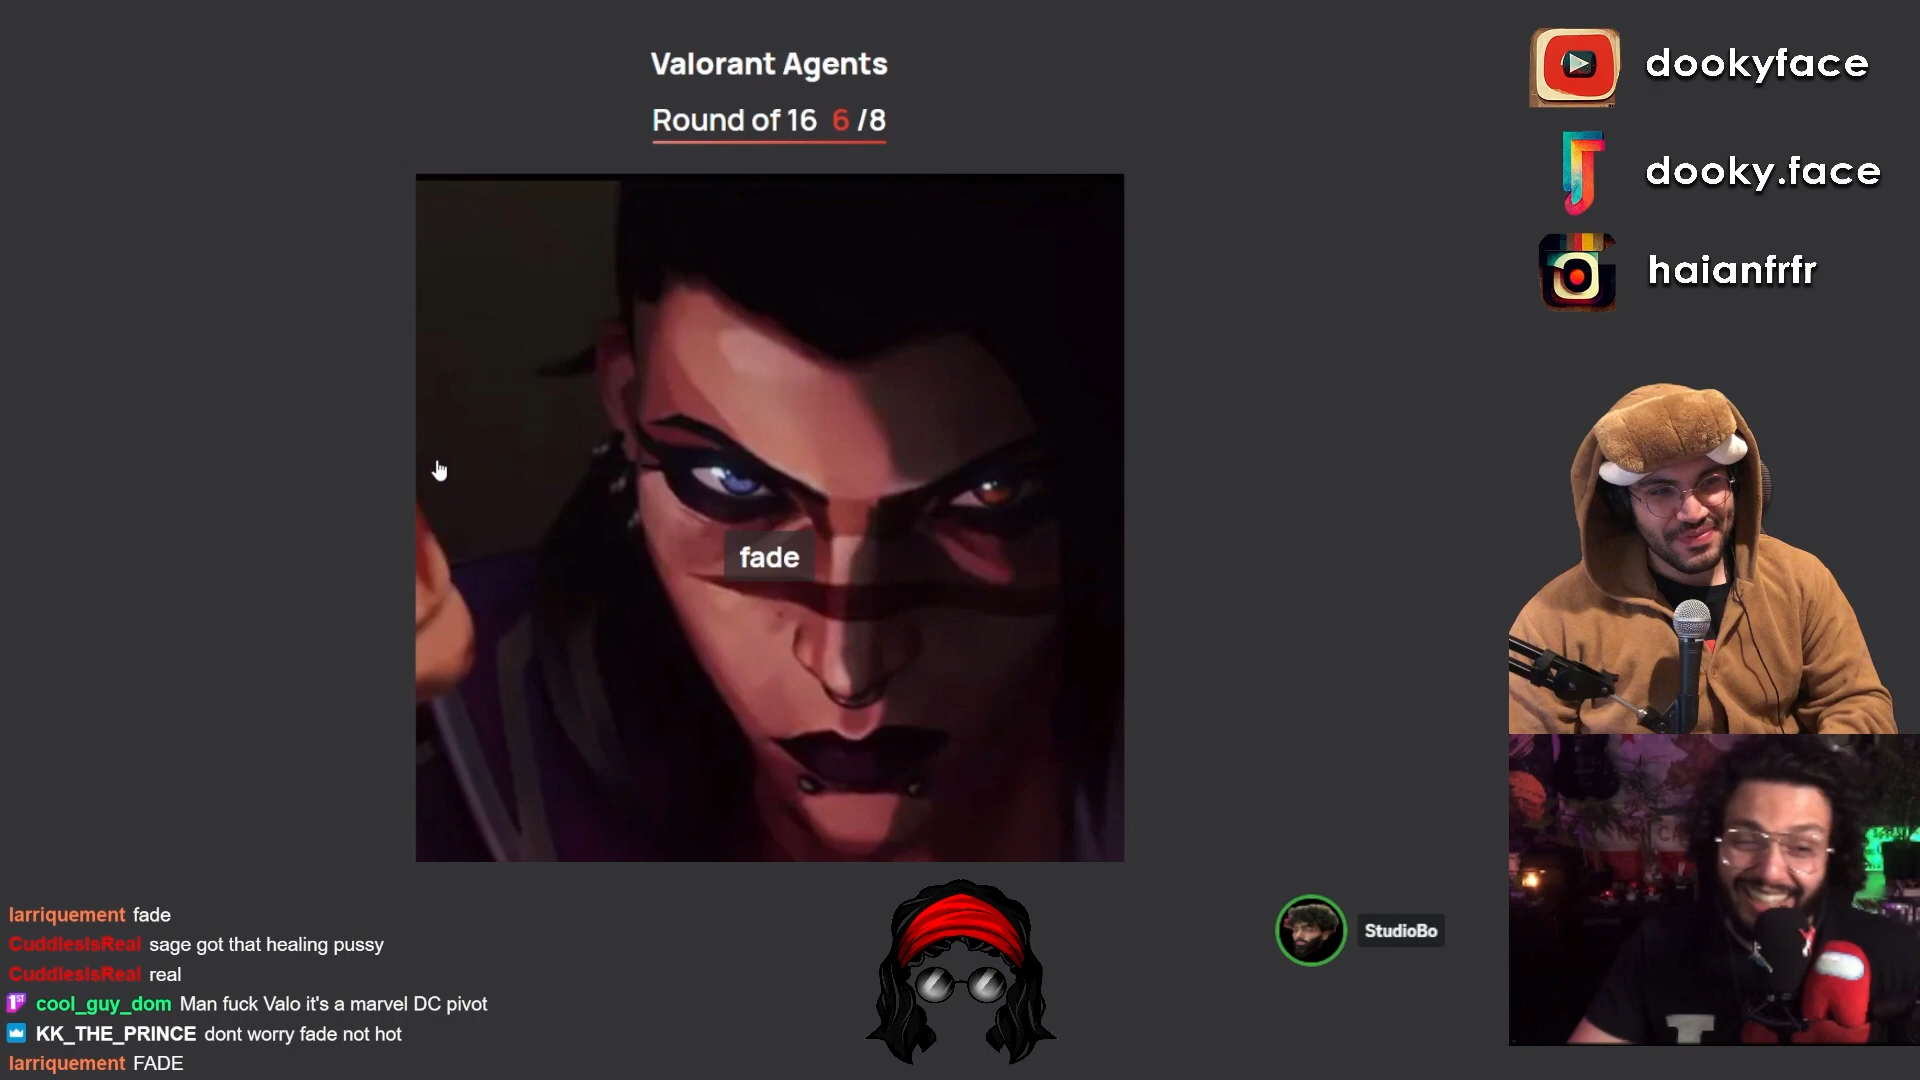 Valorant Agents
Round of 16 6 /8
dookyface
dooky.face
haianfrfr
fade
StudioBo
larriquement fade
CuddlesIsReal sage got that healing pussy
CuddlesIsReal real
1ST cool_guy_dom Man fuck Valo it's a marvel DC pivot
KK_THE_PRINCE dont worry fade not hot
larriquement FADE